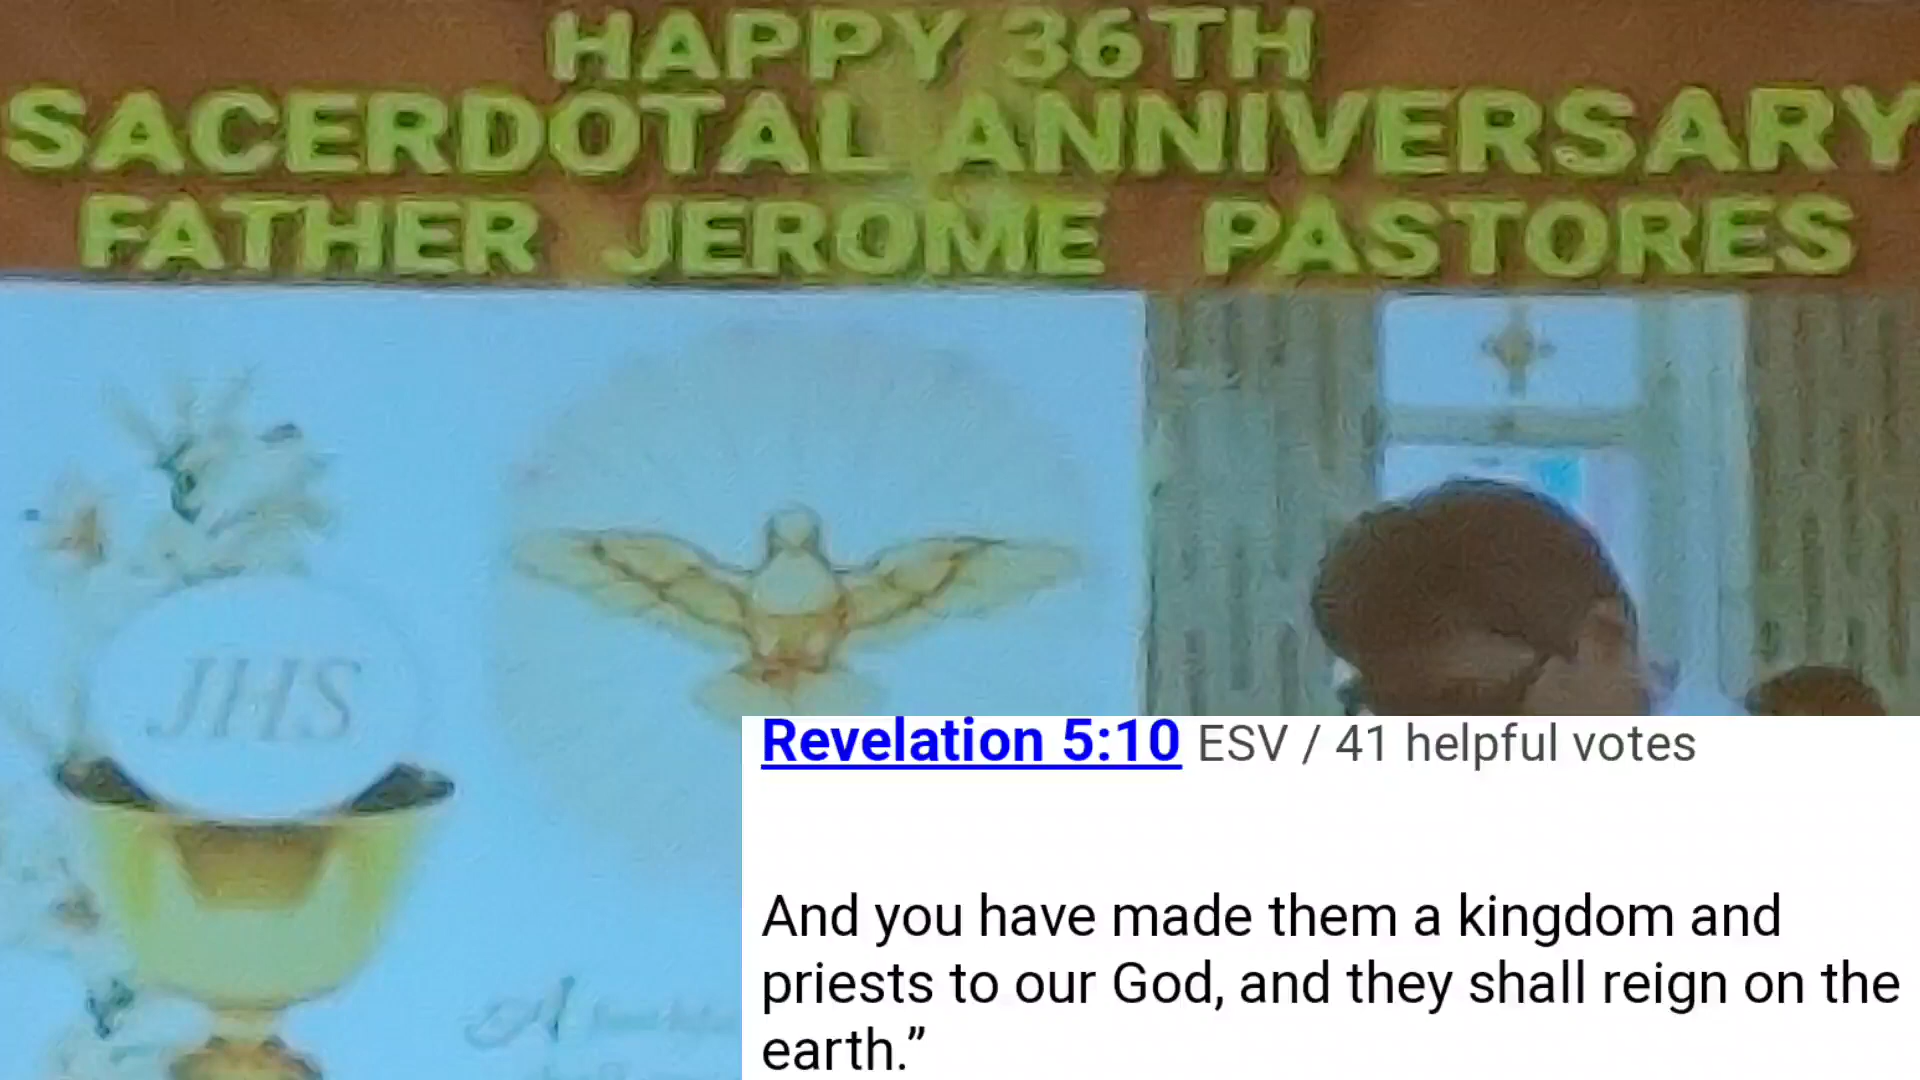 HAPPY 36TH
SACERDOTAL ANNIVERSARY
FATHER JEROME PASTORES
JHS
A
Revelation 5:10 ESV / 41 helpful votes
And you have made them a kingdom and
priests to our God, and they shall reign on the
earth.”